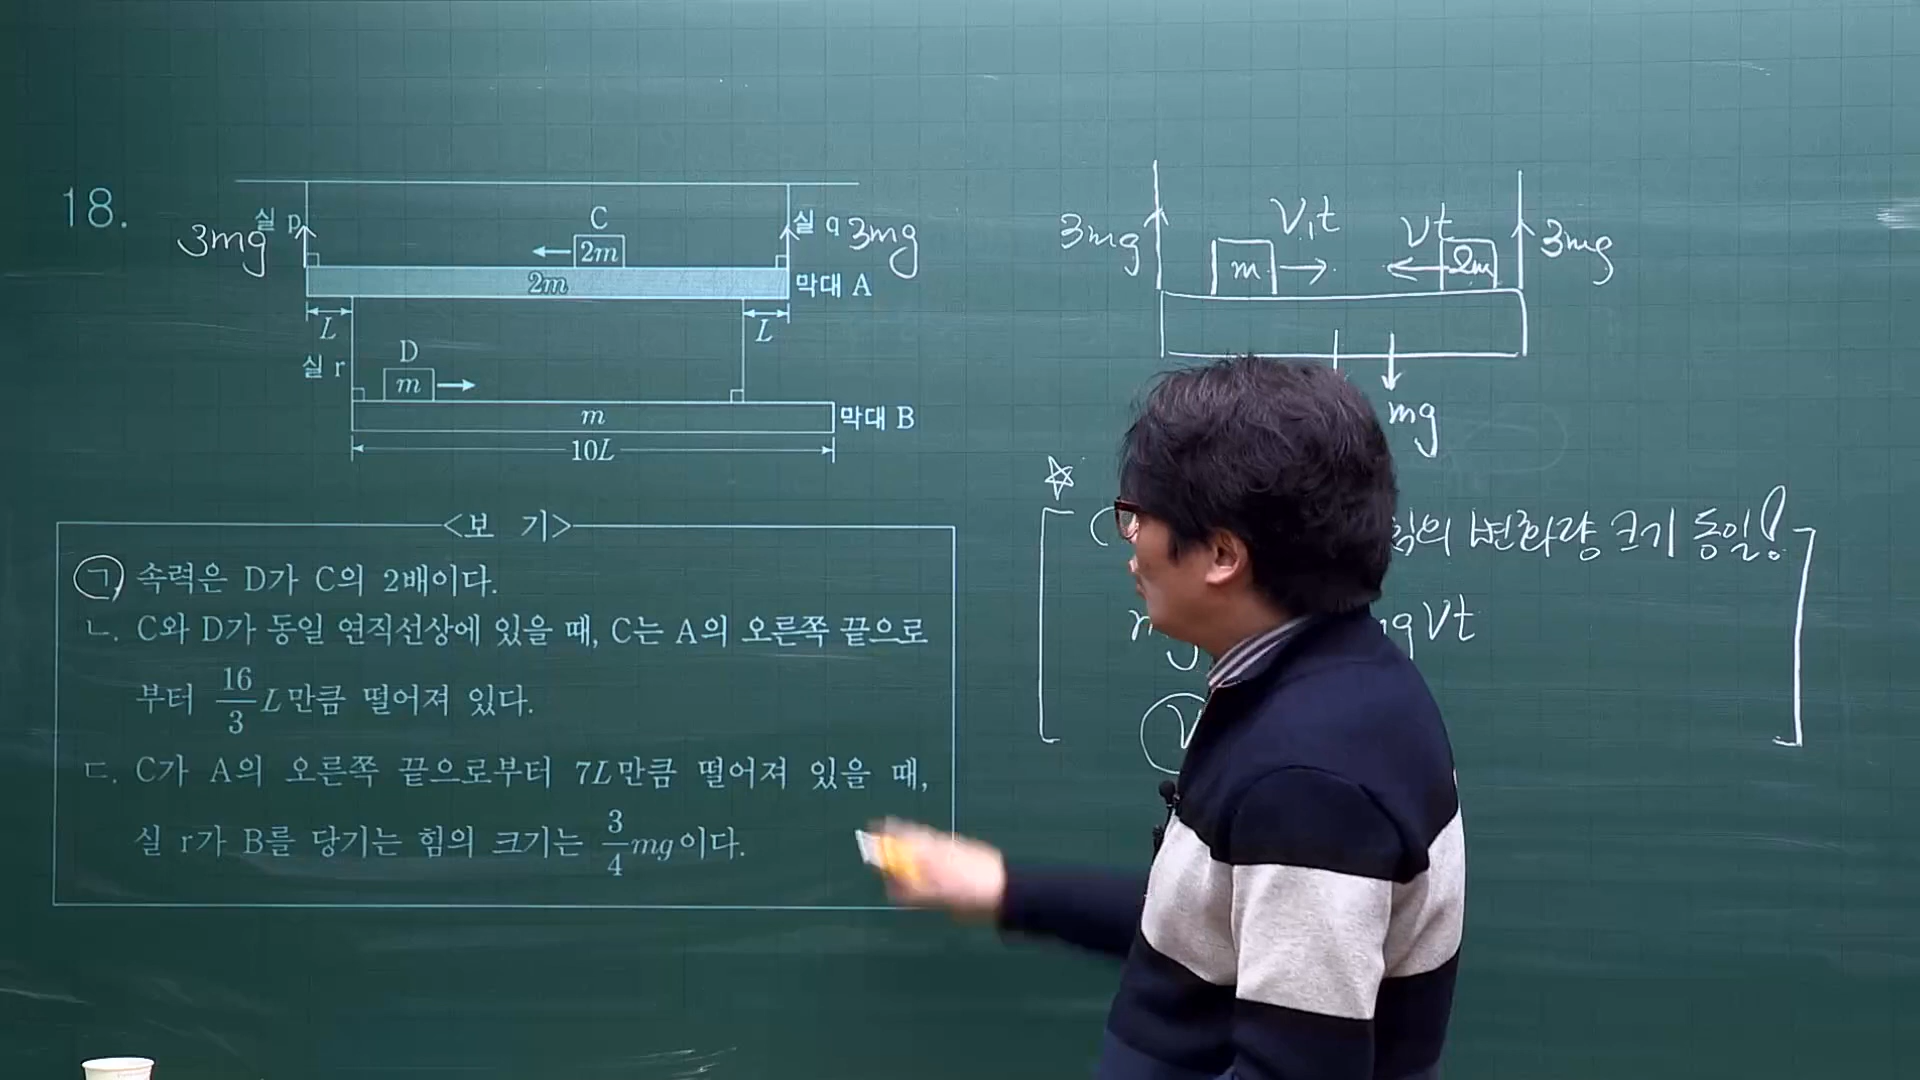 18.
3mg
실 p
C
2m
실 q
3mg
2m
막대 A
L
L
실 r
D
m
m
막대 B
10L
<보 기>
ㄱ. 속력은 D가 C의 2배이다.
ㄴ. C와 D가 동일 연직선상에 있을 때, C는 A의 오른쪽 끝으로
부터 16/3 L만큼 떨어져 있다.
ㄷ. C가 A의 오른쪽 끝으로부터 7L만큼 떨어져 있을 때,
실 r가 B를 당기는 힘의 크기는 3/4 mg이다.
3mg
m
V₁t
Vt
2m
3mg
mg
☆
힘의 변화량 크기 동일!
gVt